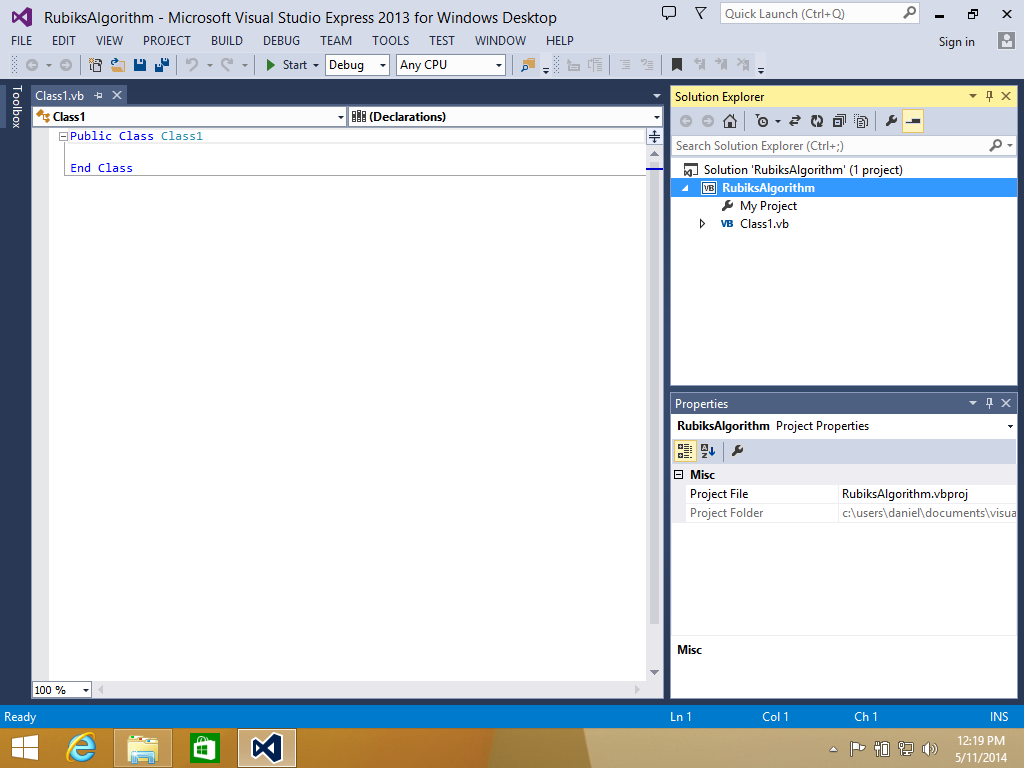 RubiksAlgorithm - Microsoft Visual Studio Express 2013 for Windows Desktop
Quick Launch (Ctrl+Q)
FILE EDIT VIEW PROJECT BUILD DEBUG TEAM TOOLS TEST WINDOW HELP
Sign in
Start Debug Any CPU
Toolbox
Class1.vb
Class1
(Declarations)
Public Class Class1
End Class
100 %
Solution Explorer
Search Solution Explorer (Ctrl+;)
Solution 'RubiksAlgorithm' (1 project)
VB RubiksAlgorithm
My Project
VB Class1.vb
Properties
RubiksAlgorithm Project Properties
Misc
Project File RubiksAlgorithm.vbproj
Project Folder c:\users\daniel\documents\visua
Misc
Ready Ln 1 Col 1 Ch 1 INS
12:19 PM
5/11/2014